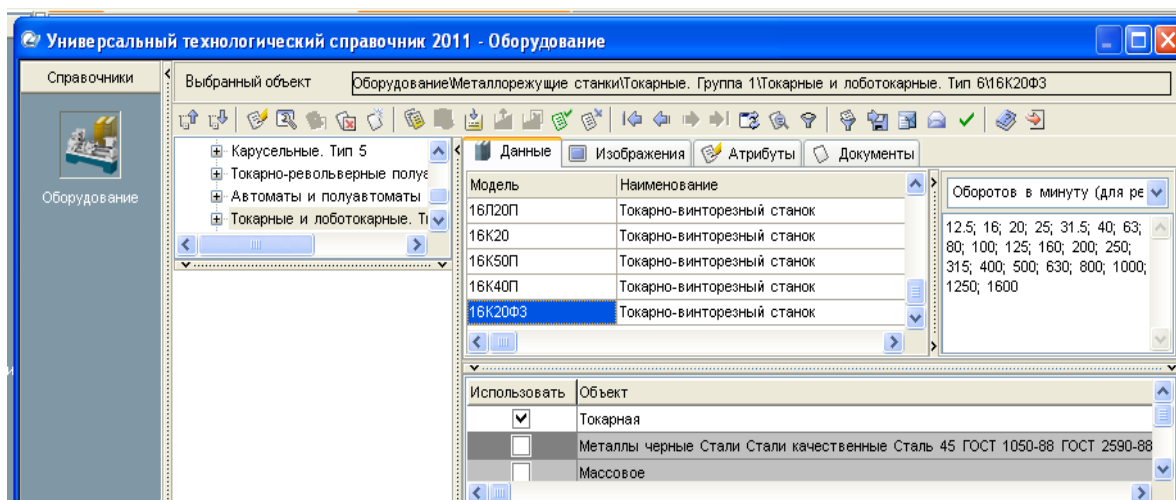 Универсальный технологический справочник 2011 - Оборудование
Справочники
Выбранный объект
Оборудование\Металлорежущие станки\Токарные. Группа 1\Токарные и лоботокарные. Тип 6\16К20Ф3
Оборудование
Карусельные. Тип 5
Токарно-револьверные полуа
Автоматы и полуавтоматы
Токарные и лоботокарные. Ти
Данные
Изображения
Атрибуты
Документы
Модель Наименование
16Л20П Токарно-винторезный станок
16К20 Токарно-винторезный станок
16К50П Токарно-винторезный станок
16К40П Токарно-винторезный станок
16К20Ф3 Токарно-винторезный станок
Оборотов в минуту (для ре
12.5; 16; 20; 25; 31.5; 40; 63;
80; 100; 125; 160; 200; 250;
315; 400; 500; 630; 800; 1000;
1250; 1600
Использовать Объект
Токарная
Металлы черные Стали Стали качественные Сталь 45 ГОСТ 1050-88 ГОСТ 2590-88
Массовое